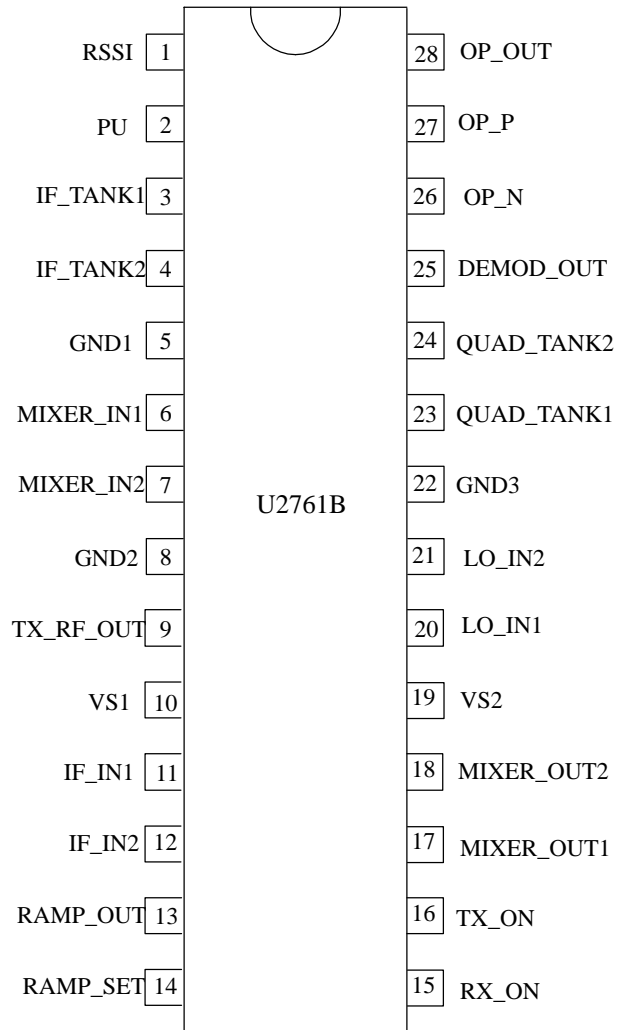 RSSI 1 28 OP_OUT
PU 2 27 OP_P
IF_TANK1 3 26 OP_N
IF_TANK2 4 25 DEMOD_OUT
GND1 5 24 QUAD_TANK2
MIXER_IN1 6 23 QUAD_TANK1
MIXER_IN2 7 22 GND3
U2761B
GND2 8 21 LO_IN2
TX_RF_OUT 9 20 LO_IN1
VS1 10 19 VS2
IF_IN1 11 18 MIXER_OUT2
IF_IN2 12 17 MIXER_OUT1
RAMP_OUT 13 16 TX_ON
RAMP_SET 14 15 RX_ON